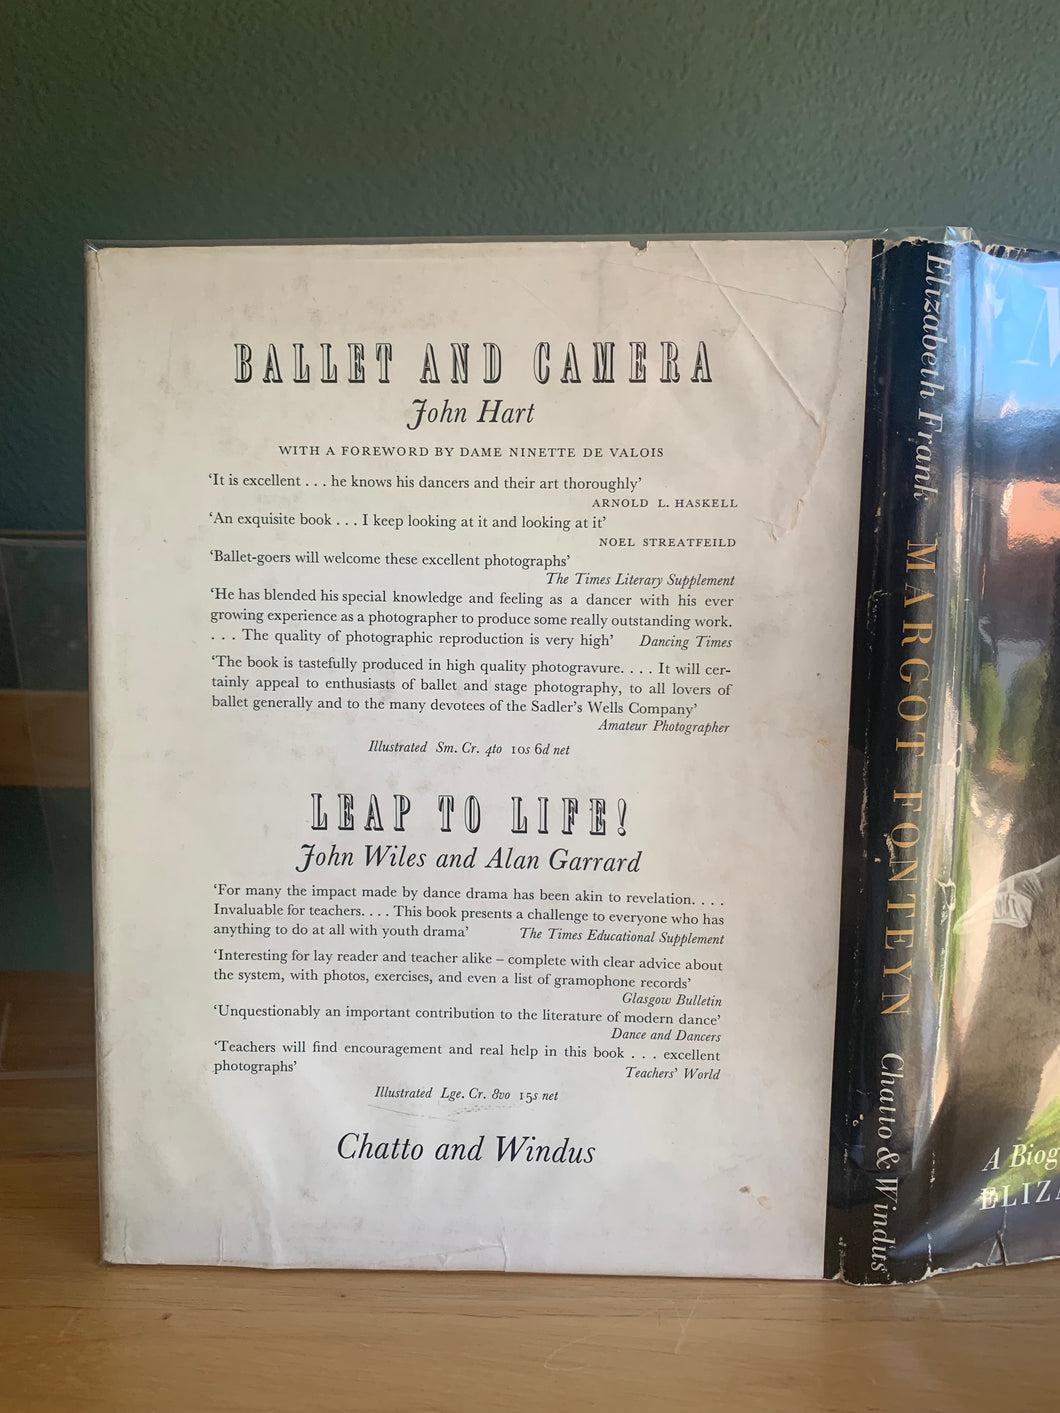 BALLET AND CAMERA
John Hart
WITH A FOREWORD BY DAME NINETTE DE VALOIS
‘It is excellent . . . he knows his dancers and their art thoroughly’
ARNOLD L. HASKELL
‘An exquisite book . . . I keep looking at it and looking at it’
NOEL STREATFEILD
‘Ballet-goers will welcome these excellent photographs’
The Times Literary Supplement
‘He has blended his special knowledge and feeling as a dancer with his ever
growing experience as a photographer to produce some really outstanding work.
. . . The quality of photographic reproduction is very high’ Dancing Times
‘The book is tastefully produced in high quality photogravure. . . . It will cer-
tainly appeal to enthusiasts of ballet and stage photography, to all lovers of
ballet generally and to the many devotees of the Sadler’s Wells Company’
Amateur Photographer
Illustrated Sm. Cr. 4to 10s 6d net
LEAP TO LIFE!
John Wiles and Alan Garrard
‘For many the impact made by dance drama has been akin to revelation. . . .
Invaluable for teachers. . . . This book presents a challenge to everyone who has
anything to do at all with youth drama’ The Times Educational Supplement
‘Interesting for lay reader and teacher alike – complete with clear advice about
the system, with photos, exercises, and even a list of gramophone records’
Glasgow Bulletin
‘Unquestionably an important contribution to the literature of modern dance’
Dance and Dancers
‘Teachers will find encouragement and real help in this book . . . excellent
photographs’ Teachers’ World
Illustrated Lge. Cr. 8vo 15s net
Chatto and Windus
Elizabeth Frank MARGOT FONTEYN Chatto & Windus
M
A Biog
ELIZA